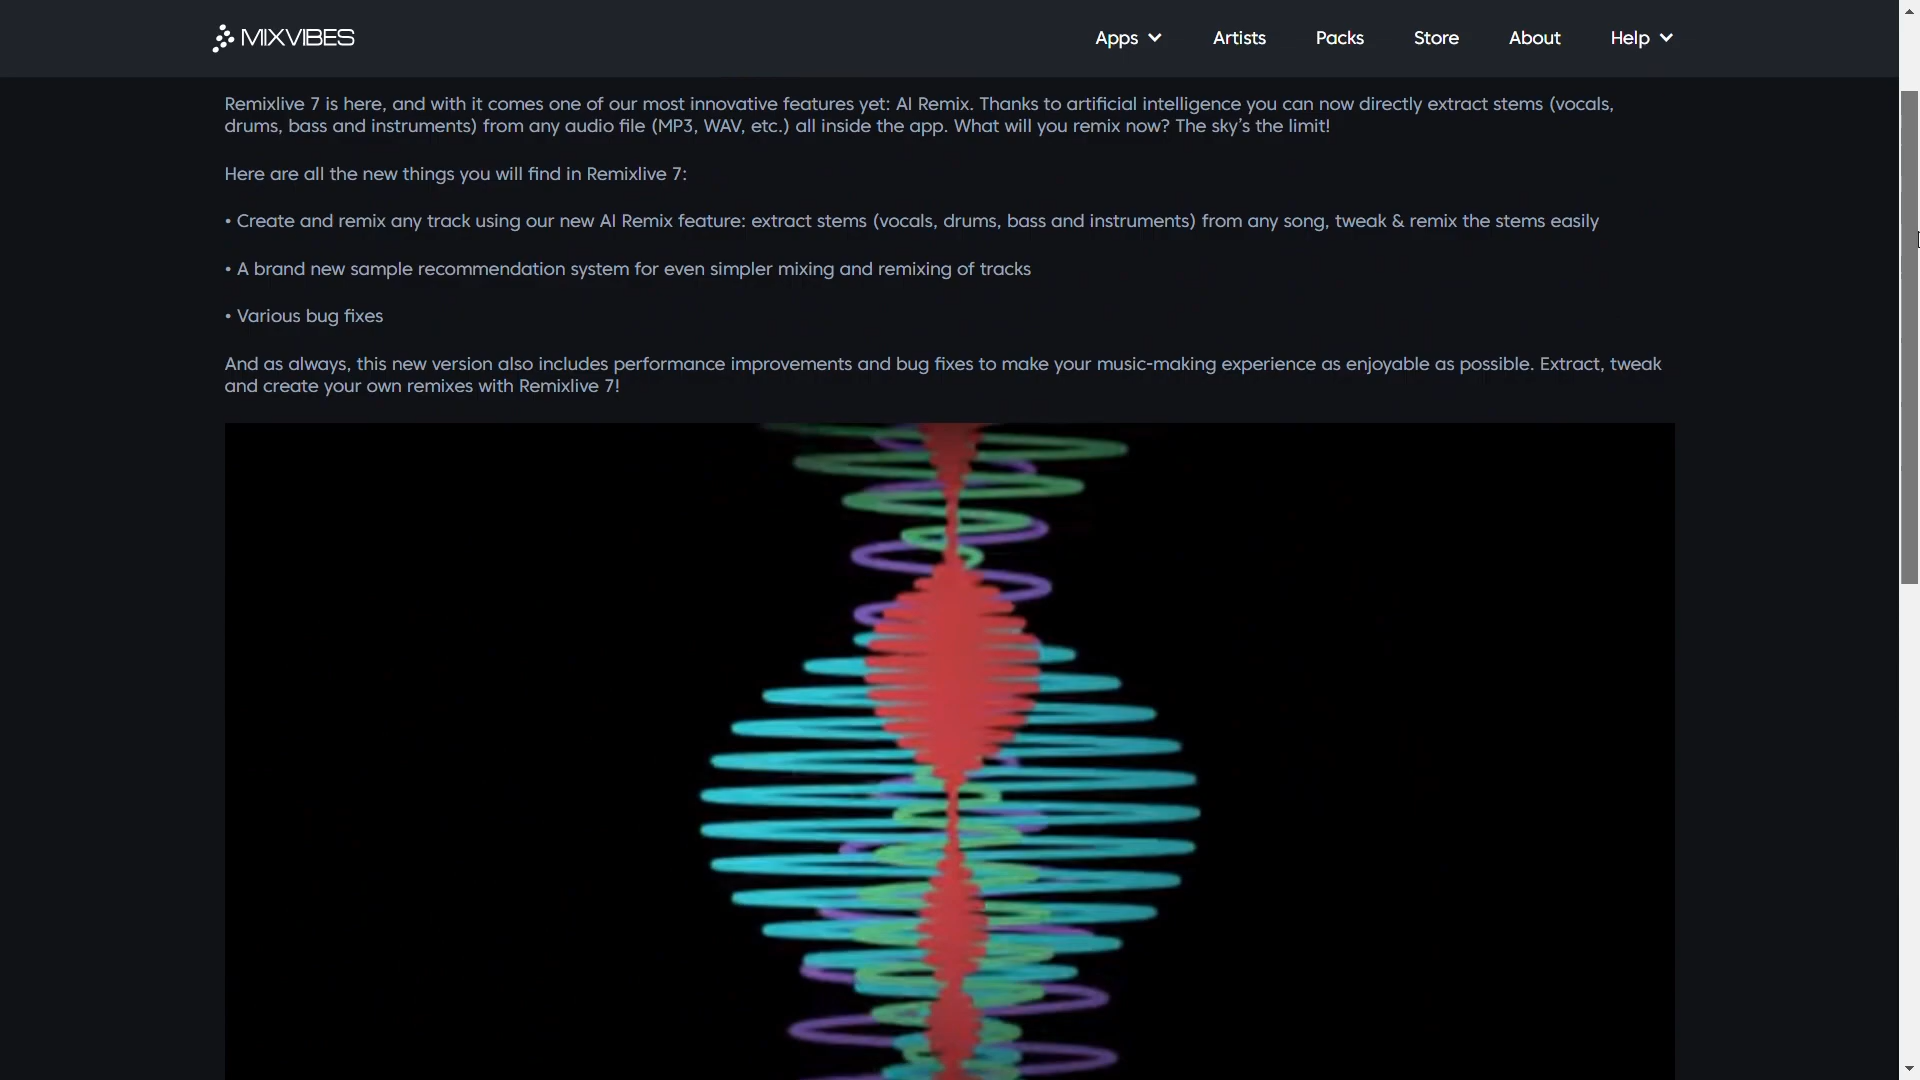 MIXVIBES
Apps
Artists
Packs
Store
About
Help
Remixlive 7 is here, and with it comes one of our most innovative features yet: AI Remix. Thanks to artificial intelligence you can now directly extract stems (vocals,
drums, bass and instruments) from any audio file (MP3, WAV, etc.) all inside the app. What will you remix now? The sky’s the limit!
Here are all the new things you will find in Remixlive 7:
• Create and remix any track using our new AI Remix feature: extract stems (vocals, drums, bass and instruments) from any song, tweak & remix the stems easily
• A brand new sample recommendation system for even simpler mixing and remixing of tracks
• Various bug fixes
And as always, this new version also includes performance improvements and bug fixes to make your music-making experience as enjoyable as possible. Extract, tweak
and create your own remixes with Remixlive 7!